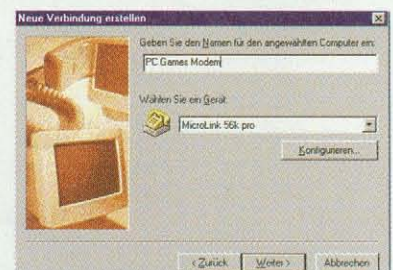 Neue Verbindung erstellen
Geben Sie den Namen für den angewählten Computer ein:
PC Games Modem
Wählen Sie ein Gerät:
MicroLink 56k pro
Konfigurieren...
< Zurück Weiter > Abbrechen